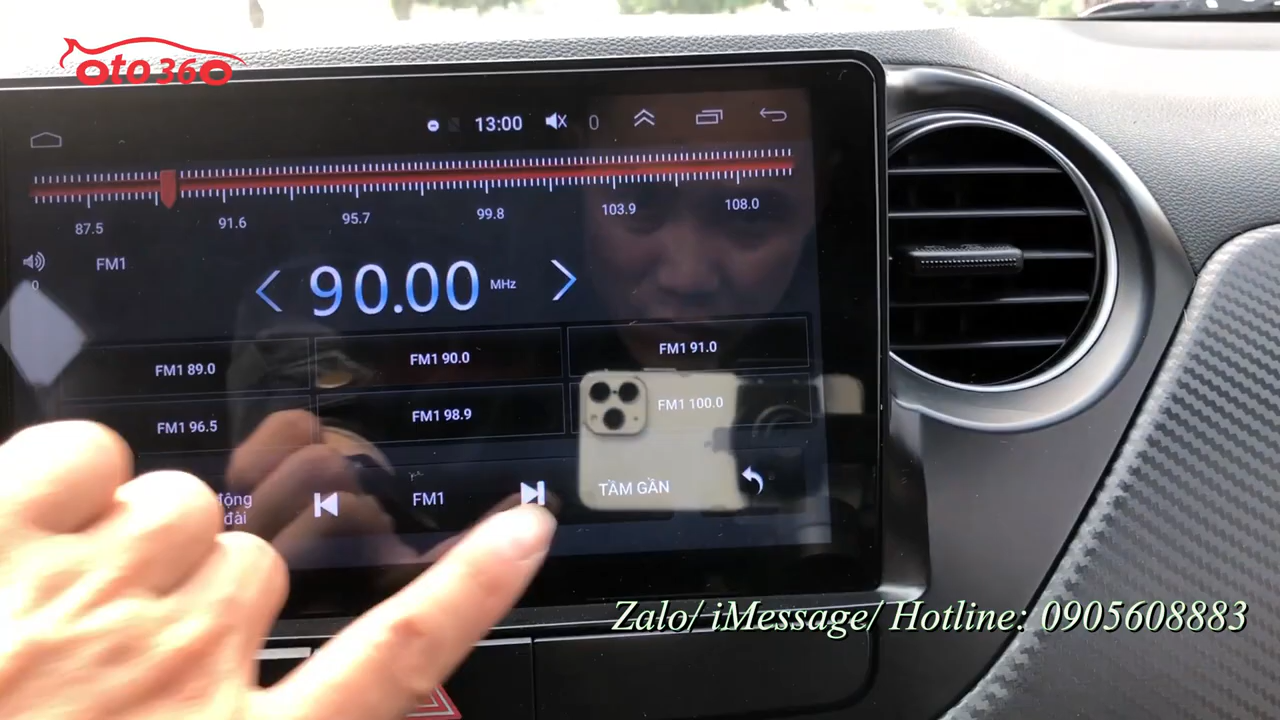 oto360
13:00 0
87.5 91.6 95.7 99.8 103.9 108.0
0 FM1
90.00 MHz
FM1 89.0 FM1 90.0 FM1 91.0
FM1 96.5 FM1 98.9 FM1 100.0
động
đài
FM1
TẦM GẦN
Zalo/ iMessage/ Hotline: 0905608883